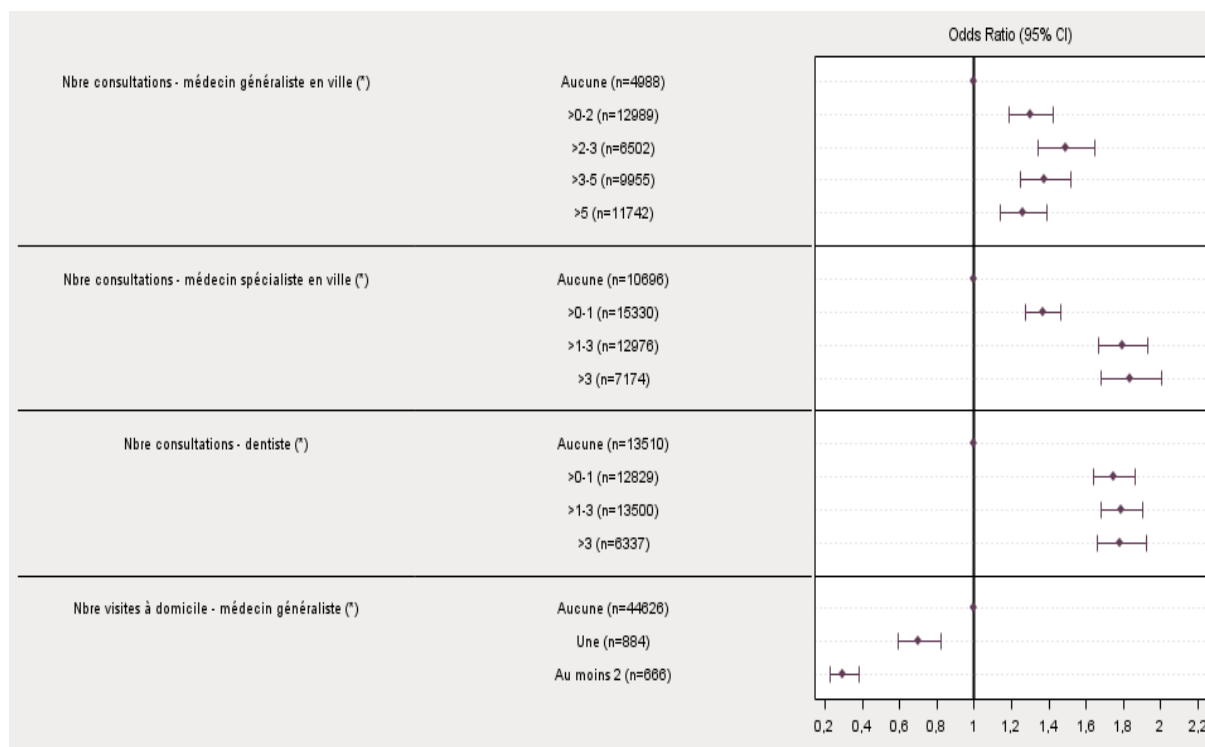 Odds Ratio (95% CI)
Nbre consultations - médecin généraliste en ville (*) Aucune (n=4988)
>0-2 (n=12989)
>2-3 (n=6502)
>3-5 (n=9955)
>5 (n=11742)
Nbre consultations - médecin spécialiste en ville (*) Aucune (n=10696)
>0-1 (n=15330)
>1-3 (n=12976)
>3 (n=7174)
Nbre consultations - dentiste (*) Aucune (n=13510)
>0-1 (n=12829)
>1-3 (n=13500)
>3 (n=6337)
Nbre visites à domicile - médecin généraliste (*) Aucune (n=44626)
Une (n=884)
Au moins 2 (n=666)
0,2 0,4 0,6 0,8 1 1,2 1,4 1,6 1,8 2 2,2